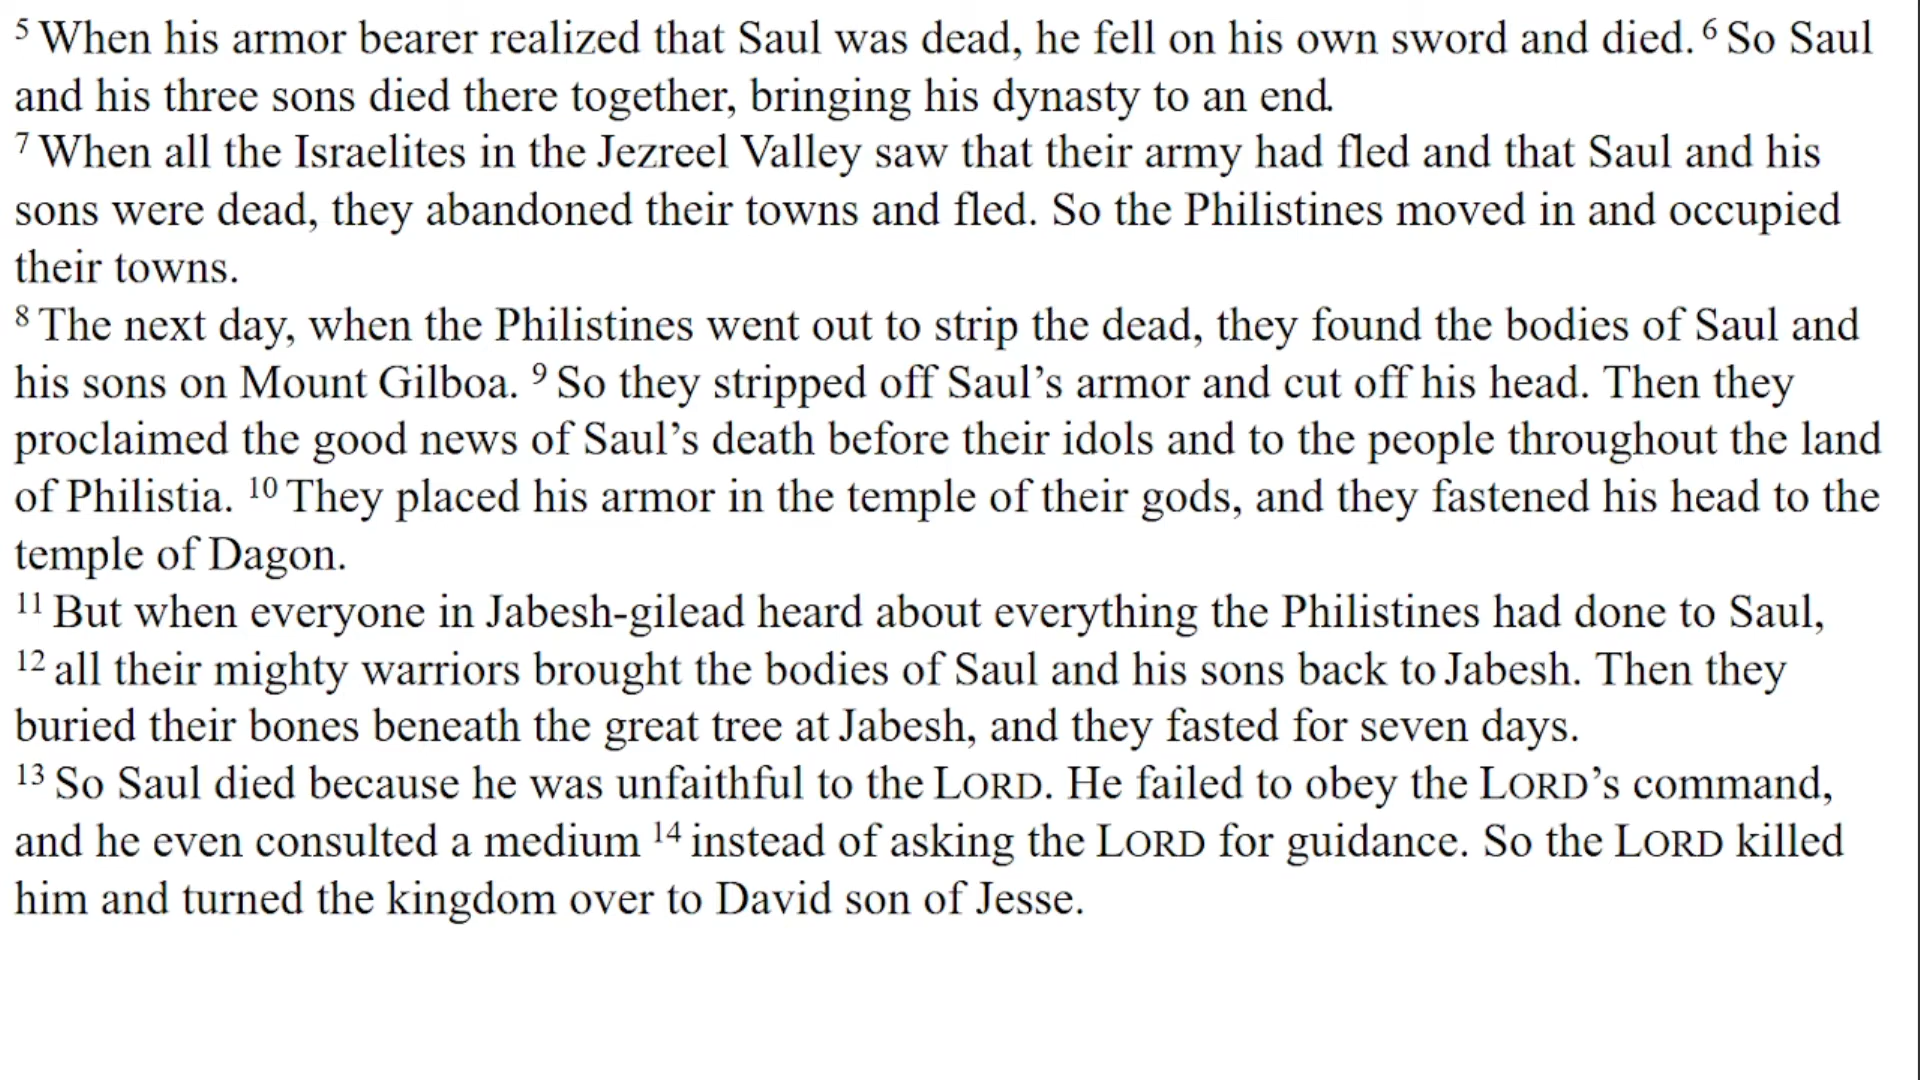 5 When his armor bearer realized that Saul was dead, he fell on his own sword and died. 6 So Saul
and his three sons died there together, bringing his dynasty to an end.
7 When all the Israelites in the Jezreel Valley saw that their army had fled and that Saul and his
sons were dead, they abandoned their towns and fled. So the Philistines moved in and occupied
their towns.
8 The next day, when the Philistines went out to strip the dead, they found the bodies of Saul and
his sons on Mount Gilboa. 9 So they stripped off Saul’s armor and cut off his head. Then they
proclaimed the good news of Saul’s death before their idols and to the people throughout the land
of Philistia. 10 They placed his armor in the temple of their gods, and they fastened his head to the
temple of Dagon.
11 But when everyone in Jabesh-gilead heard about everything the Philistines had done to Saul,
12 all their mighty warriors brought the bodies of Saul and his sons back to Jabesh. Then they
buried their bones beneath the great tree at Jabesh, and they fasted for seven days.
13 So Saul died because he was unfaithful to the LORD. He failed to obey the LORD’s command,
and he even consulted a medium 14 instead of asking the LORD for guidance. So the LORD killed
him and turned the kingdom over to David son of Jesse.